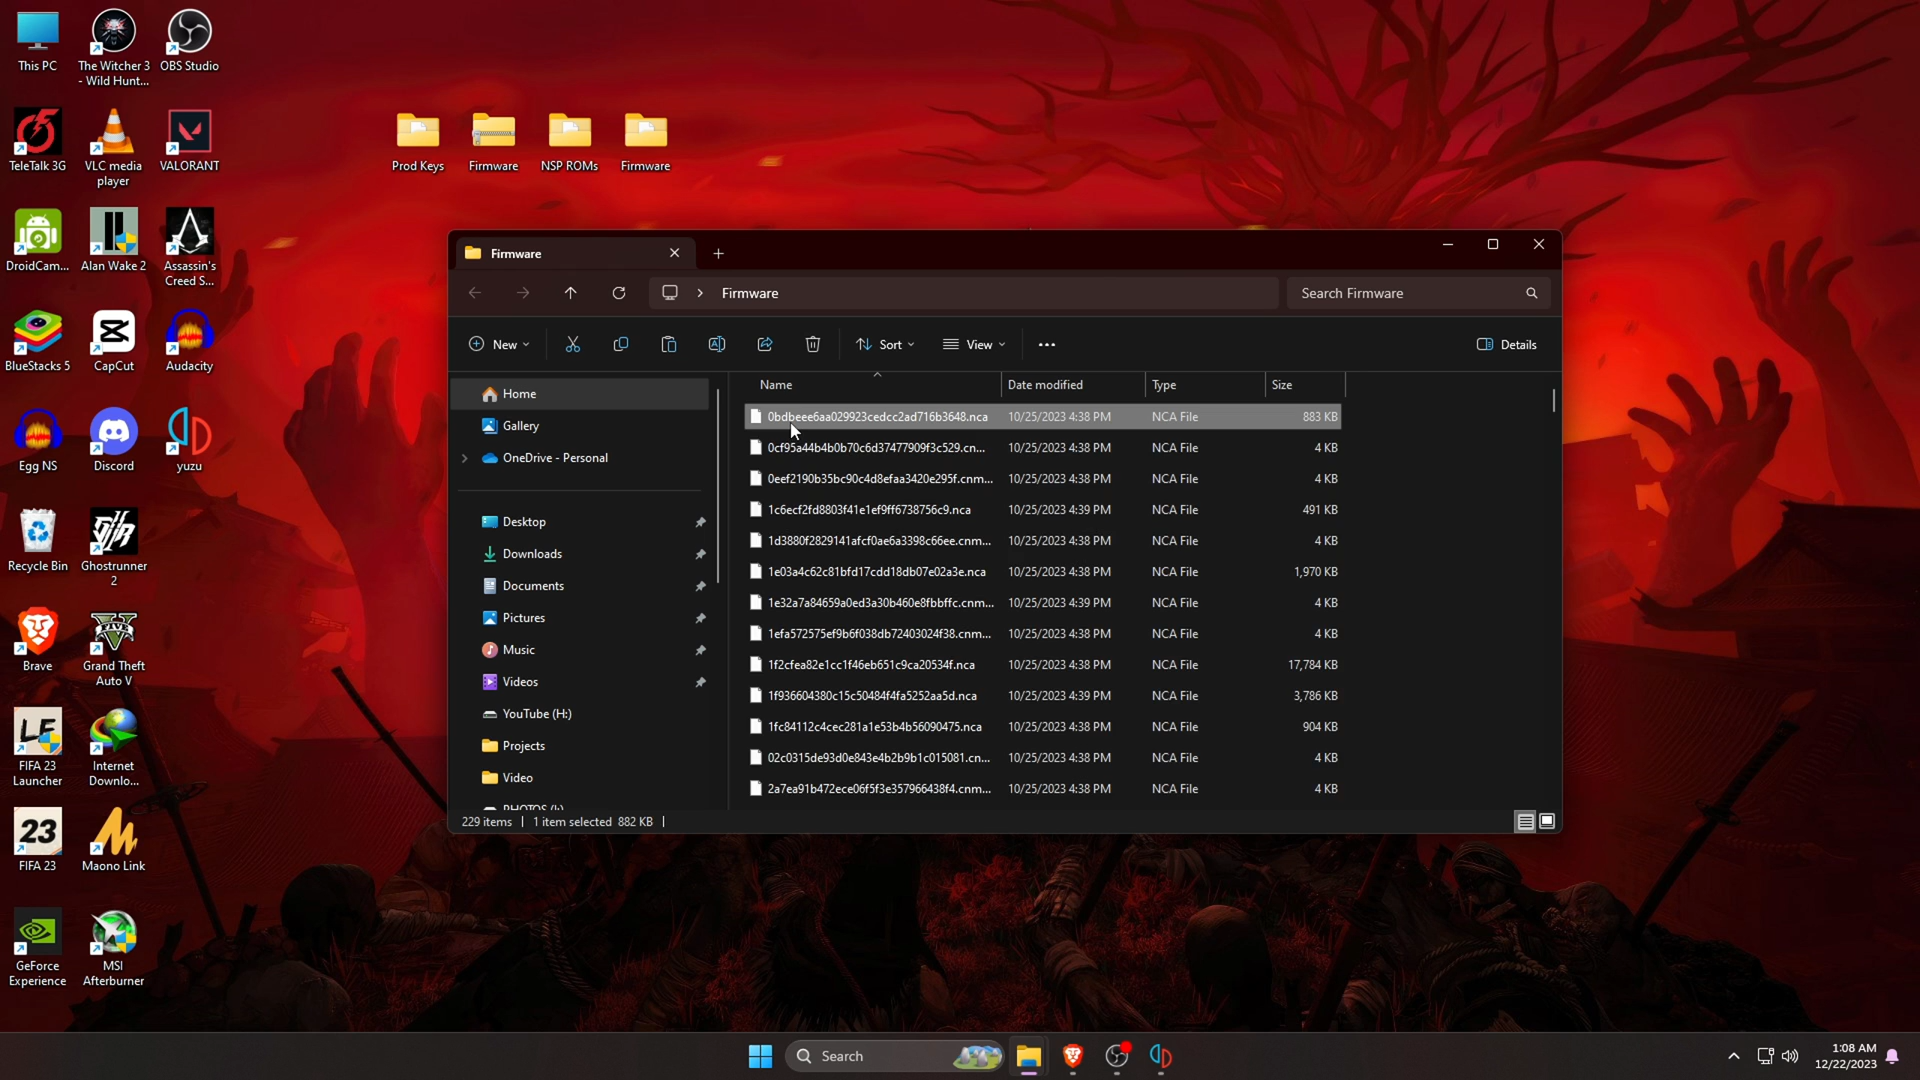 This PC
The Witcher 3
- Wild Hunt...
OBS Studio
TeleTalk 3G
VLC media
player
VALORANT
DroidCam...
Alan Wake 2
Assassin's
Creed S...
BlueStacks 5
CapCut
Audacity
Egg NS
Discord
yuzu
Recycle Bin
Ghostrunner
2
Brave
Grand Theft
Auto V
FIFA 23
Launcher
Internet
Downlo...
FIFA 23
Maono Link
GeForce
Experience
MSI
Afterburner
Prod Keys
Firmware
NSP ROMs
Firmware
Firmware
Firmware
Search Firmware
New
Sort
View
Details
Home
Gallery
OneDrive - Personal
Desktop
Downloads
Documents
Pictures
Music
Videos
YouTube (H:)
Projects
Video
PHOTOS (I:)
Name Date modified Type Size
0bdbeee6aa029923cedcc2ad716b3648.nca 10/25/2023 4:38 PM NCA File 883 KB
0cf95a44b4b0b70c6d37477909f3c529.cn... 10/25/2023 4:38 PM NCA File 4 KB
0eef2190b35bc90c4d8efaa3420e295f.cnm... 10/25/2023 4:38 PM NCA File 4 KB
1c6ecf2fd8803f41e1ef9ff6738756c9.nca 10/25/2023 4:39 PM NCA File 491 KB
1d3880f2829141afcf0ae6a3398c66ee.cnm... 10/25/2023 4:38 PM NCA File 4 KB
1e03a4c62c81bfd17cdd18db07e02a3e.nca 10/25/2023 4:38 PM NCA File 1,970 KB
1e32a7a84659a0ed3a30b460e8fbbffc.cnm... 10/25/2023 4:39 PM NCA File 4 KB
1efa572575ef9b6f038db72403024f38.cnm... 10/25/2023 4:38 PM NCA File 4 KB
1f2cfea82e1cc1f46eb651c9ca20534f.nca 10/25/2023 4:38 PM NCA File 17,784 KB
1f936604380c15c50484f4fa5252aa5d.nca 10/25/2023 4:39 PM NCA File 3,786 KB
1fc84112c4cec281a1e53b4b56090475.nca 10/25/2023 4:38 PM NCA File 904 KB
02c0315de93d0e843e4b2b9b1c015081.cn... 10/25/2023 4:38 PM NCA File 4 KB
2a7ea91b472ece06f5f3e357966438f4.cnm... 10/25/2023 4:38 PM NCA File 4 KB
229 items 1 item selected 882 KB
Search
1:08 AM
12/22/2023